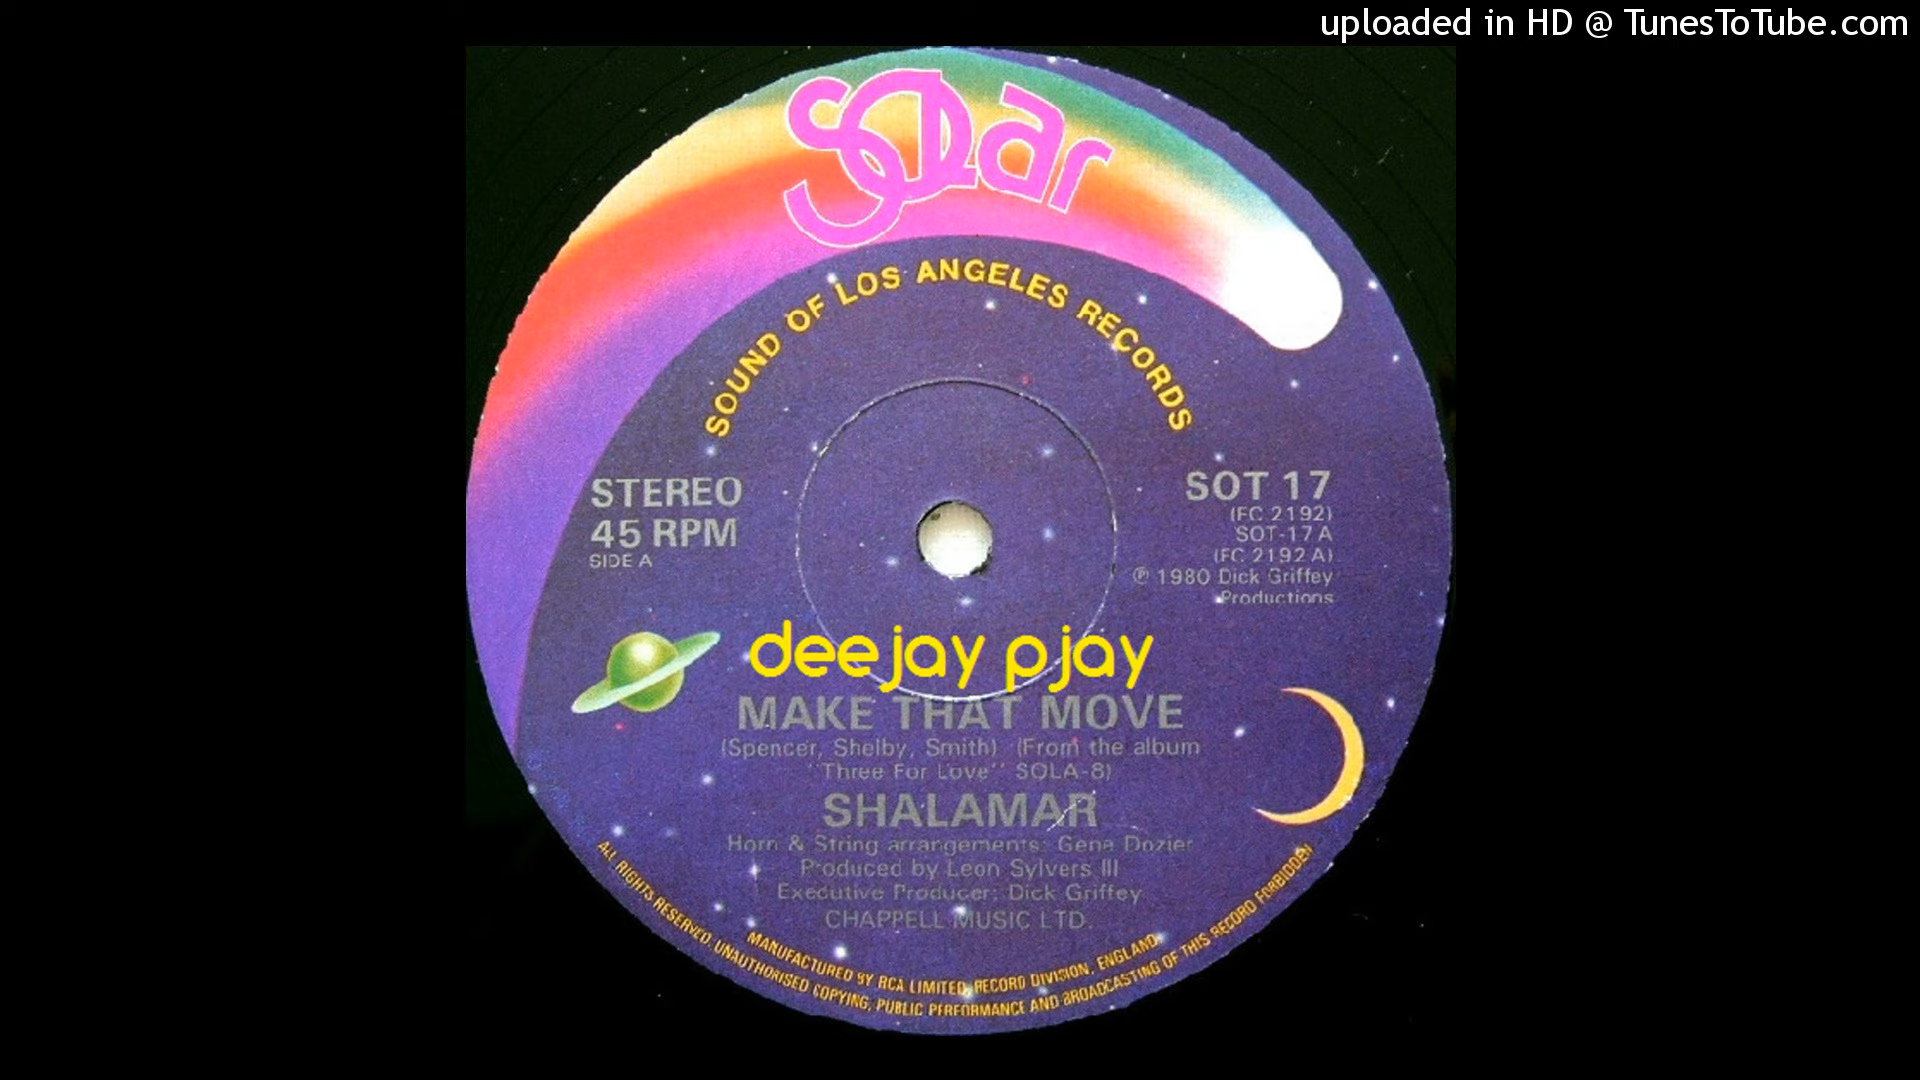 uploaded in HD @ TunesToTube.com
SOLAR
SOUND OF LOS ANGELES RECORDS
STEREO
45 RPM
SIDE A
SOT 17
(FC 2192)
SOT-17 A
(FC 2192 A)
℗ 1980 Dick Griffey
Productions
deejay pjay
MAKE THAT MOVE
(Spencer, Shelby, Smith) (From the album
"Three For Love" SOLA-8)
SHALAMAR
Horn & String arrangements: Gene Dozier
Produced by Leon Sylvers III
Executive Producer: Dick Griffey
CHAPPELL MUSIC LTD.
MANUFACTURED BY RCA LIMITED, RECORD DIVISION, ENGLAND
ALL RIGHTS RESERVED. UNAUTHORISED COPYING, PUBLIC PERFORMANCE AND BROADCASTING OF THIS RECORD FORBIDDEN